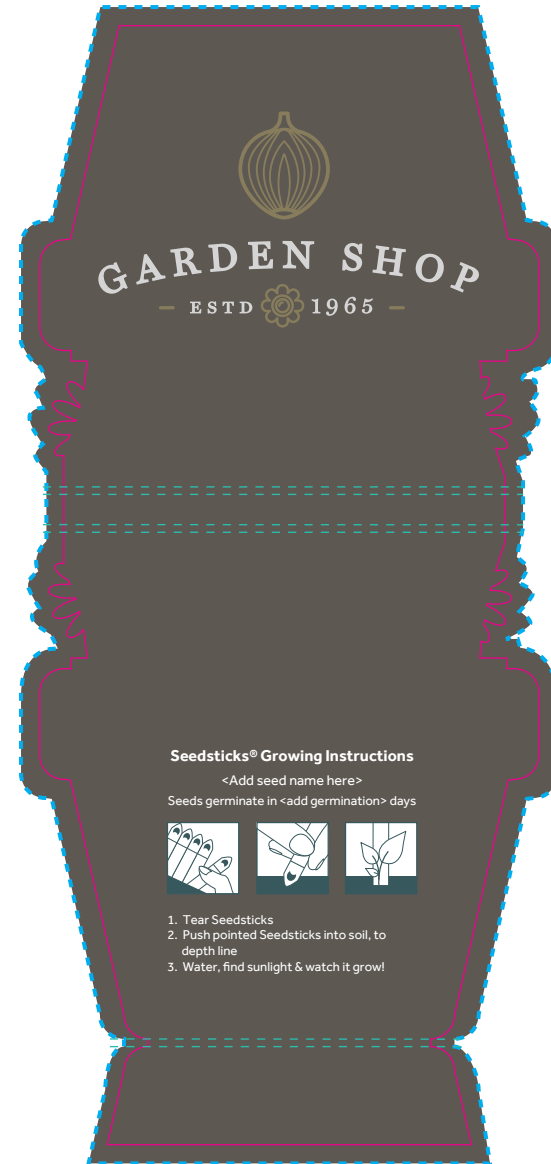 GARDEN SHOP
ESTD 1965
Seedsticks® Growing Instructions
<Add seed name here>
Seeds germinate in <add germination> days
1. Tear Seedsticks
2. Push pointed Seedsticks into soil, to
depth line
3. Water, find sunlight & watch it grow!